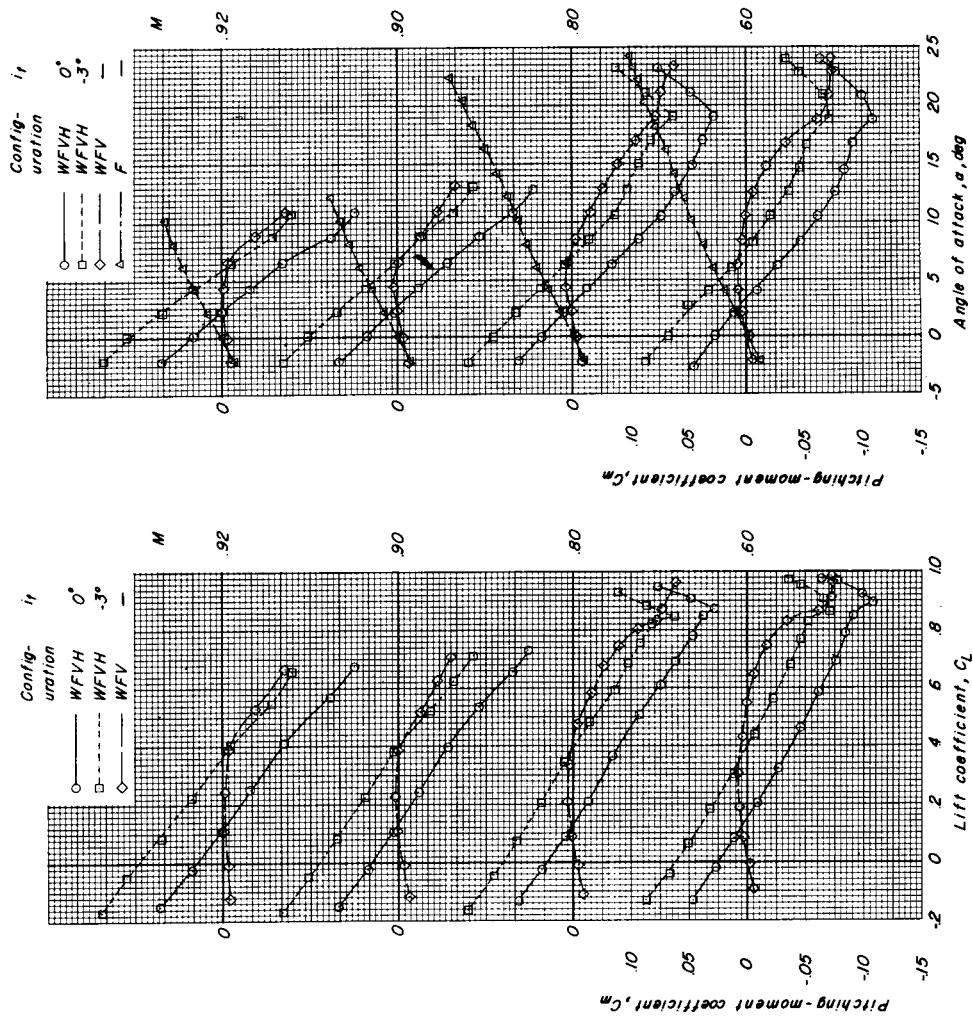 Config-
uration
i_t
WFVH
0°
WFVH
-3°
WFV
—
M
.92
.90
.80
.60
0
0
0
.10
.05
0
-.05
-.10
-.15
Pitching-moment coefficient, C_m
-.2
0
.2
.4
.6
.8
1.0
Lift coefficient, C_L
Config-
uration
i_t
WFVH
0°
WFVH
-3°
WFV
—
F
—
M
.92
.90
.80
.60
0
0
0
.10
.05
0
-.05
-.10
-.15
Pitching-moment coefficient, C_m
-5
0
5
10
15
20
25
Angle of attack, α, deg